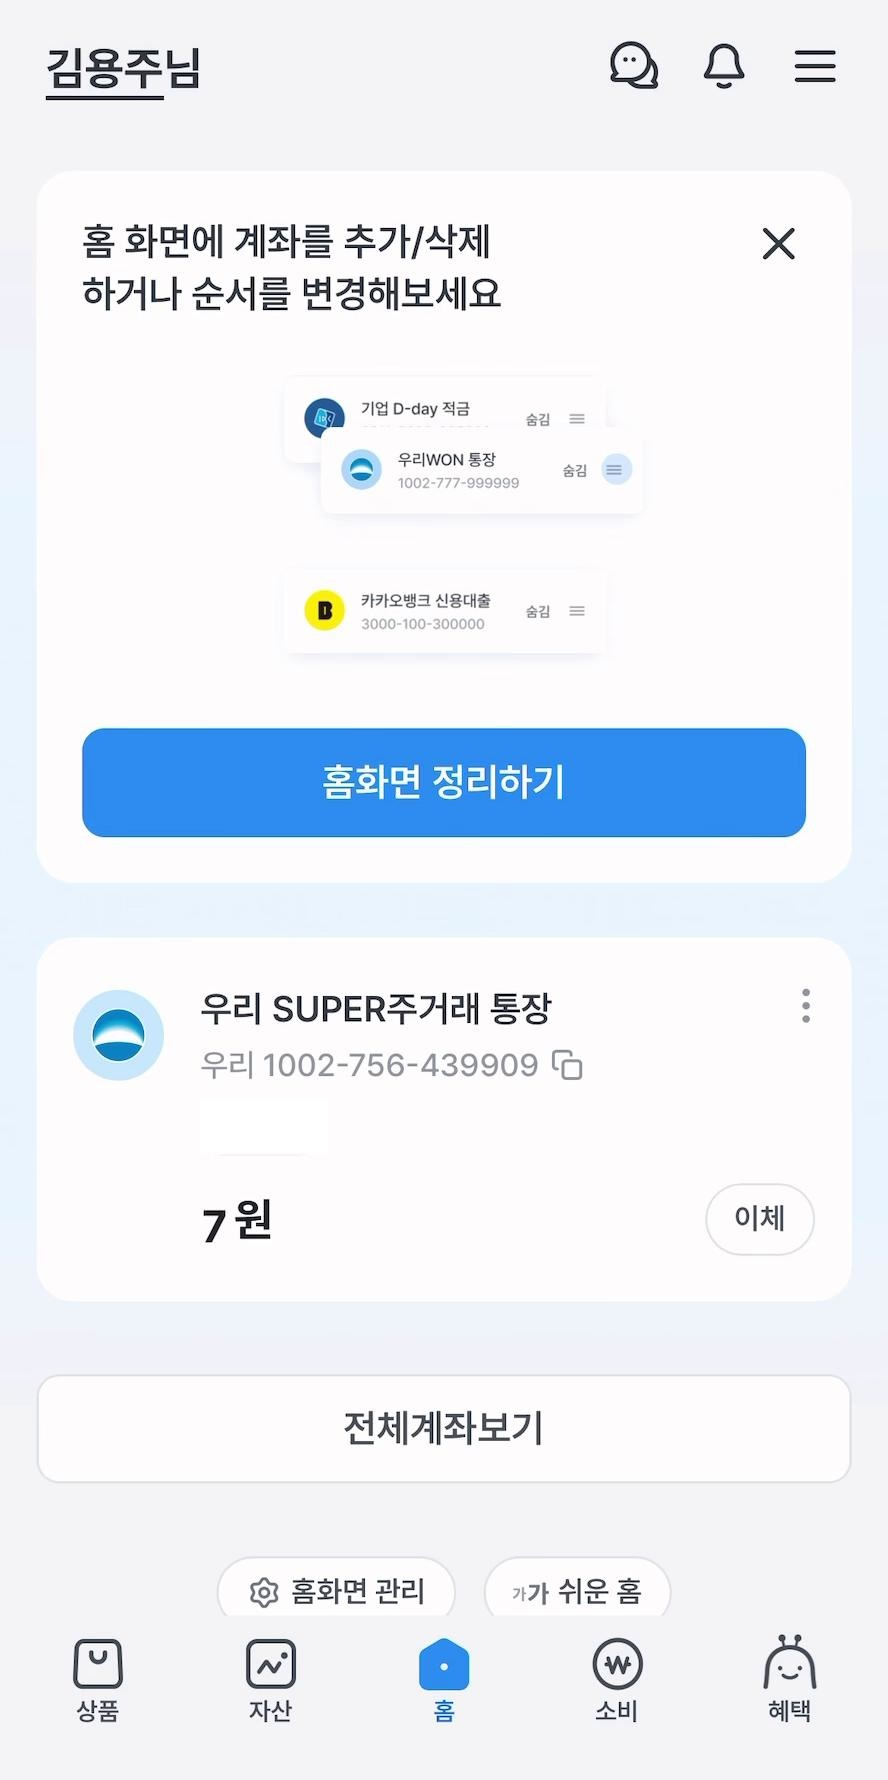 김용주님
홈 화면에 계좌를 추가/삭제
하거나 순서를 변경해보세요
기업 D-day 적금
숨김
우리WON 통장
1002-777-999999
숨김
카카오뱅크 신용대출
3000-100-300000
숨김
홈화면 정리하기
우리 SUPER주거래 통장
우리 1002-756-439909
7원
이체
전체계좌보기
홈화면 관리
가가 쉬운 홈
상품
자산
홈
소비
혜택